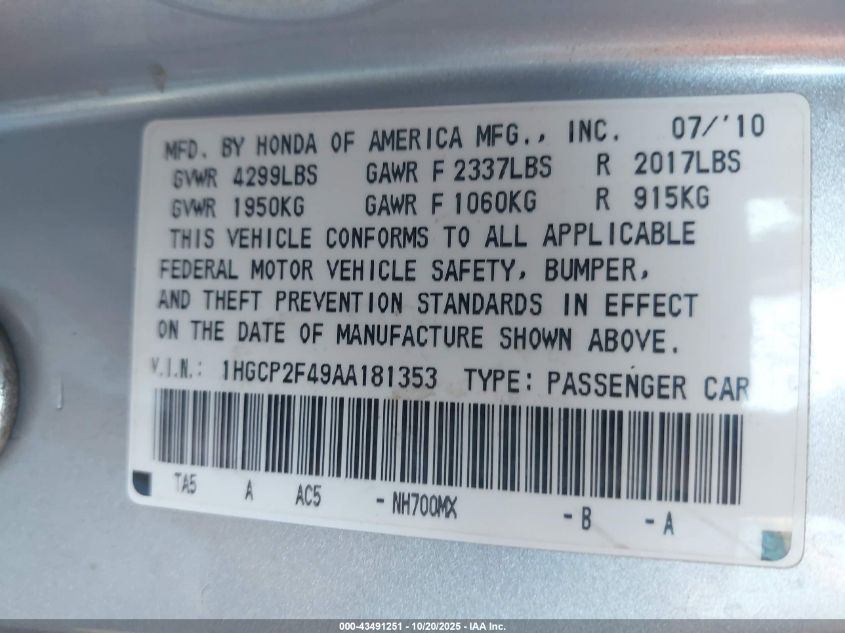 MFD. BY HONDA OF AMERICA MFG., INC. 07/'10
GVWR 4299LBS GAWR F 2337LBS R 2017LBS
GVWR 1950KG GAWR F 1060KG R 915KG
THIS VEHICLE CONFORMS TO ALL APPLICABLE
FEDERAL MOTOR VEHICLE SAFETY, BUMPER,
AND THEFT PREVENTION STANDARDS IN EFFECT
ON THE DATE OF MANUFACTURE SHOWN ABOVE.
V.I.N.: 1HGCP2F49AA181353 TYPE: PASSENGER CAR
TA5 A AC5 - NH700MX - B - A
000-43491251 - 10/20/2025 - IAA Inc.